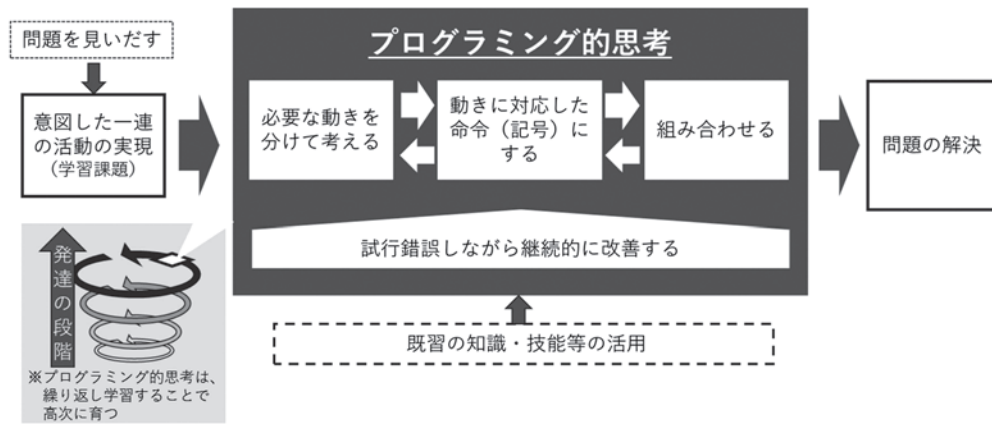 問題を見いだす
意図した一連
の活動の実現
(学習課題)
プログラミング的思考
必要な動きを
分けて考える
動きに対応した
命令（記号）に
する
組み合わせる
試行錯誤しながら継続的に改善する
問題の解決
既習の知識・技能等の活用
発達の段階
※プログラミング的思考は、
繰り返し学習することで
高次に育つ